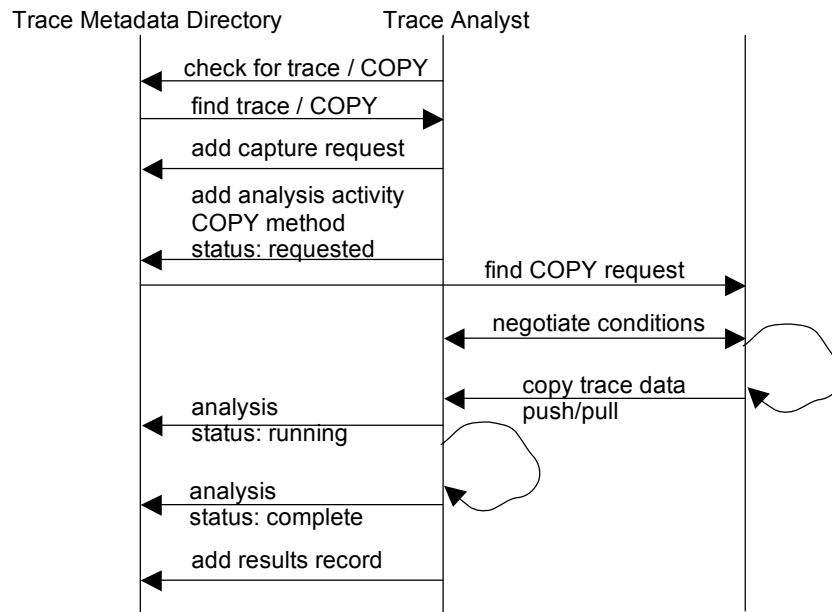 Trace Metadata Directory
Trace Analyst
check for trace / COPY
find trace / COPY
add capture request
add analysis activity
COPY method
status: requested
find COPY request
negotiate conditions
copy trace data
push/pull
analysis
status: running
analysis
status: complete
add results record